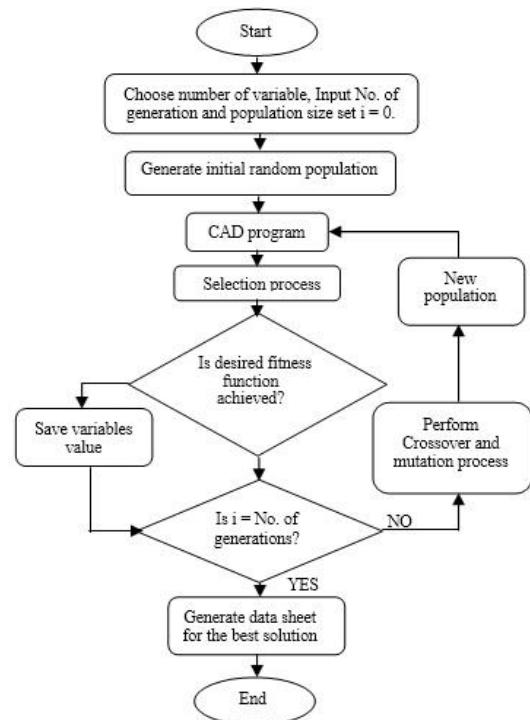 Start
Choose number of variable, Input No. of
generation and population size set i = 0.
Generate initial random population
CAD program
Selection process
New
population
Is desired fitness
function
achieved?
Save variables
value
Perform
Crossover and
mutation process
Is i = No. of
generations?
NO
YES
Generate data sheet
for the best solution
End